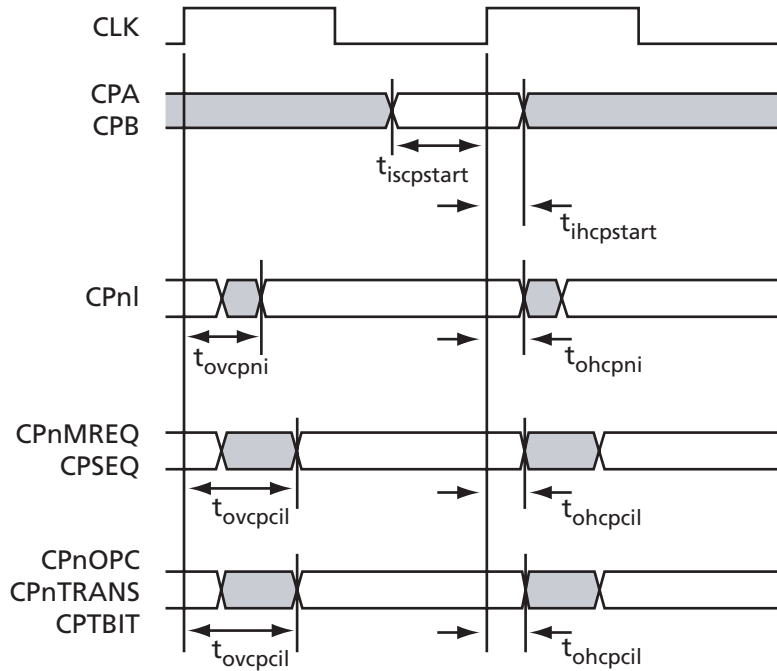 CLK
CPA
CPB
tiscpstart
tihcpstart
CPnI
tovcpni
tohcpni
CPnMREQ
CPSEQ
tovcpcil
tohcpcil
CPnOPC
CPnTRANS
CPTBIT
tovcpcil
tohcpcil